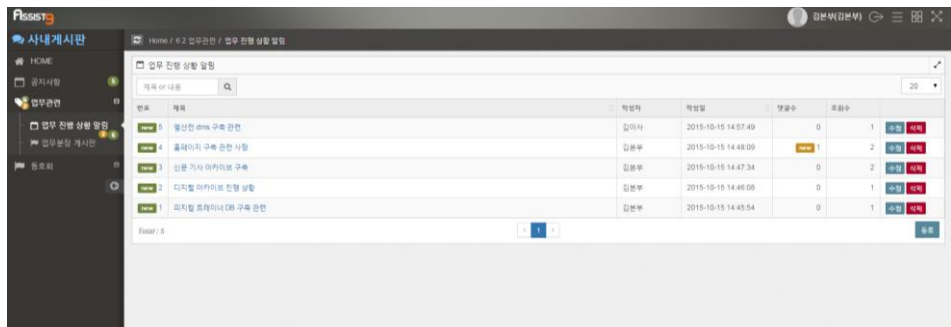 Assist9
김본부(김본부)
사내게시판
Home / 6 2 업무관련 / 업무 진행 상황 알림
HOME
공지사항
업무관련
업무 진행 상황 알림
업무분장 게시판
동호회
업무 진행 상황 알림
제목 or 내용
20
번호 제목 작성자 작성일 댓글수 조회수
new 5 멸산전 dms 구축 관련 김이사 2015-10-15 14:57:49 0 1 수정 삭제
new 4 홈페이지 구축 관련 사항 김본부 2015-10-15 14:48:09 new 1 2 수정 삭제
new 3 신문 기사 아카이브 구축 김본부 2015-10-15 14:47:34 0 2 수정 삭제
new 2 디지털 아카이브 진행 상황 김본부 2015-10-15 14:46:08 0 1 수정 삭제
new 1 피지컬 트레이너 DB 구축 관련 김본부 2015-10-15 14:45:54 0 1 수정 삭제
Total : 5
1
등록